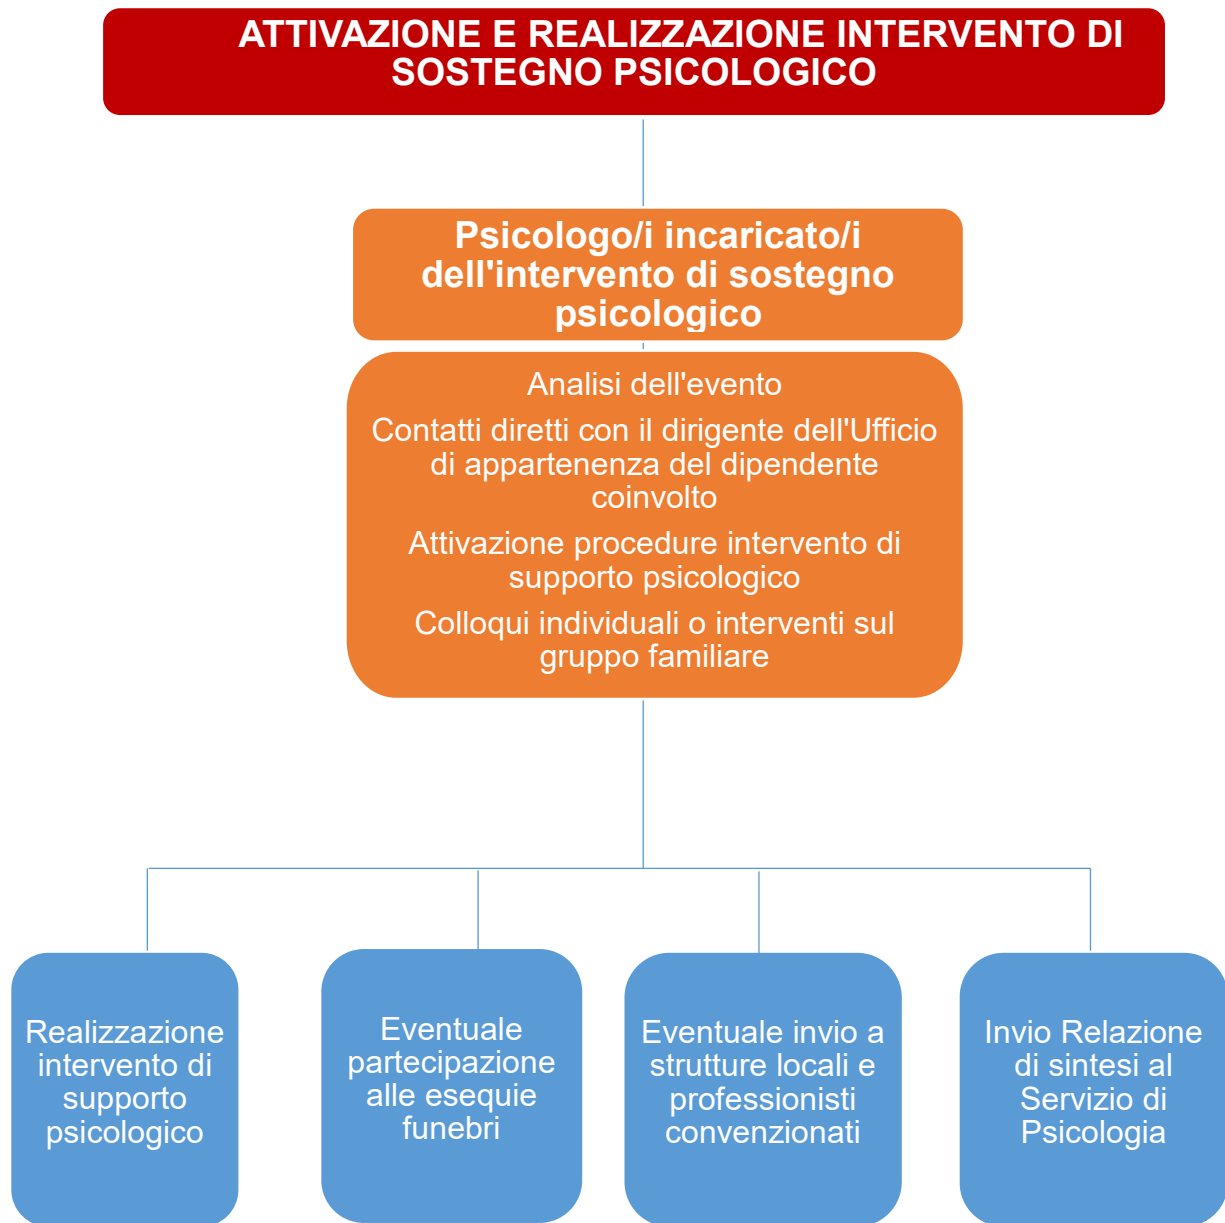 ATTIVAZIONE E REALIZZAZIONE INTERVENTO DI
SOSTEGNO PSICOLOGICO
Psicologo/i incaricato/i
dell'intervento di sostegno
psicologico
Analisi dell'evento
Contatti diretti con il dirigente dell'Ufficio
di appartenenza del dipendente
coinvolto
Attivazione procedure intervento di
supporto psicologico
Colloqui individuali o interventi sul
gruppo familiare
Realizzazione
intervento di
supporto
psicologico
Eventuale
partecipazione
alle esequie
funebri
Eventuale invio a
strutture locali e
professionisti
convenzionati
Invio Relazione
di sintesi al
Servizio di
Psicologia